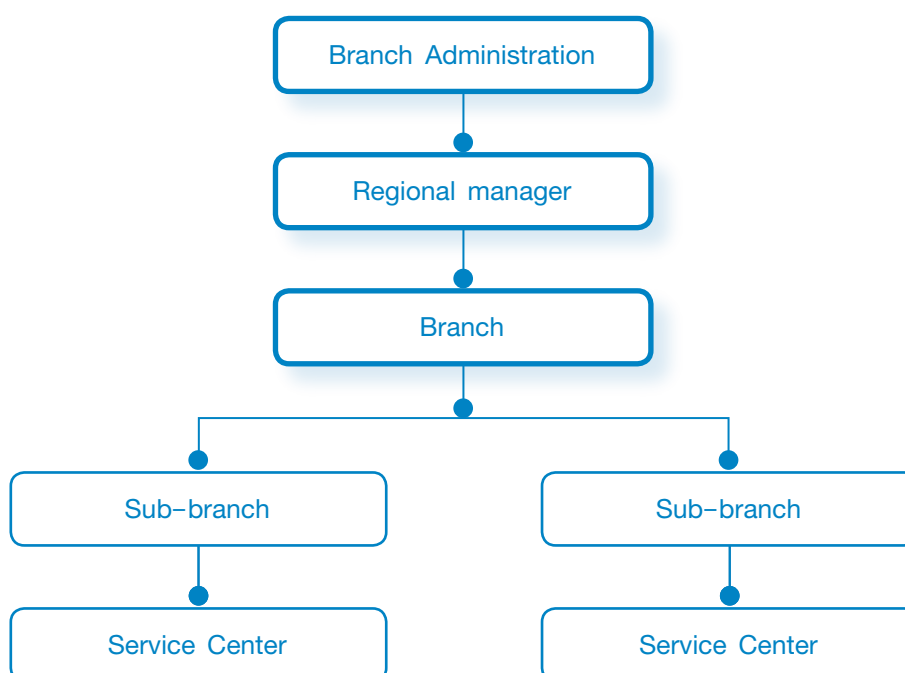 Branch Administration
Regional manager
Branch
Sub-branch
Sub-branch
Service Center
Service Center